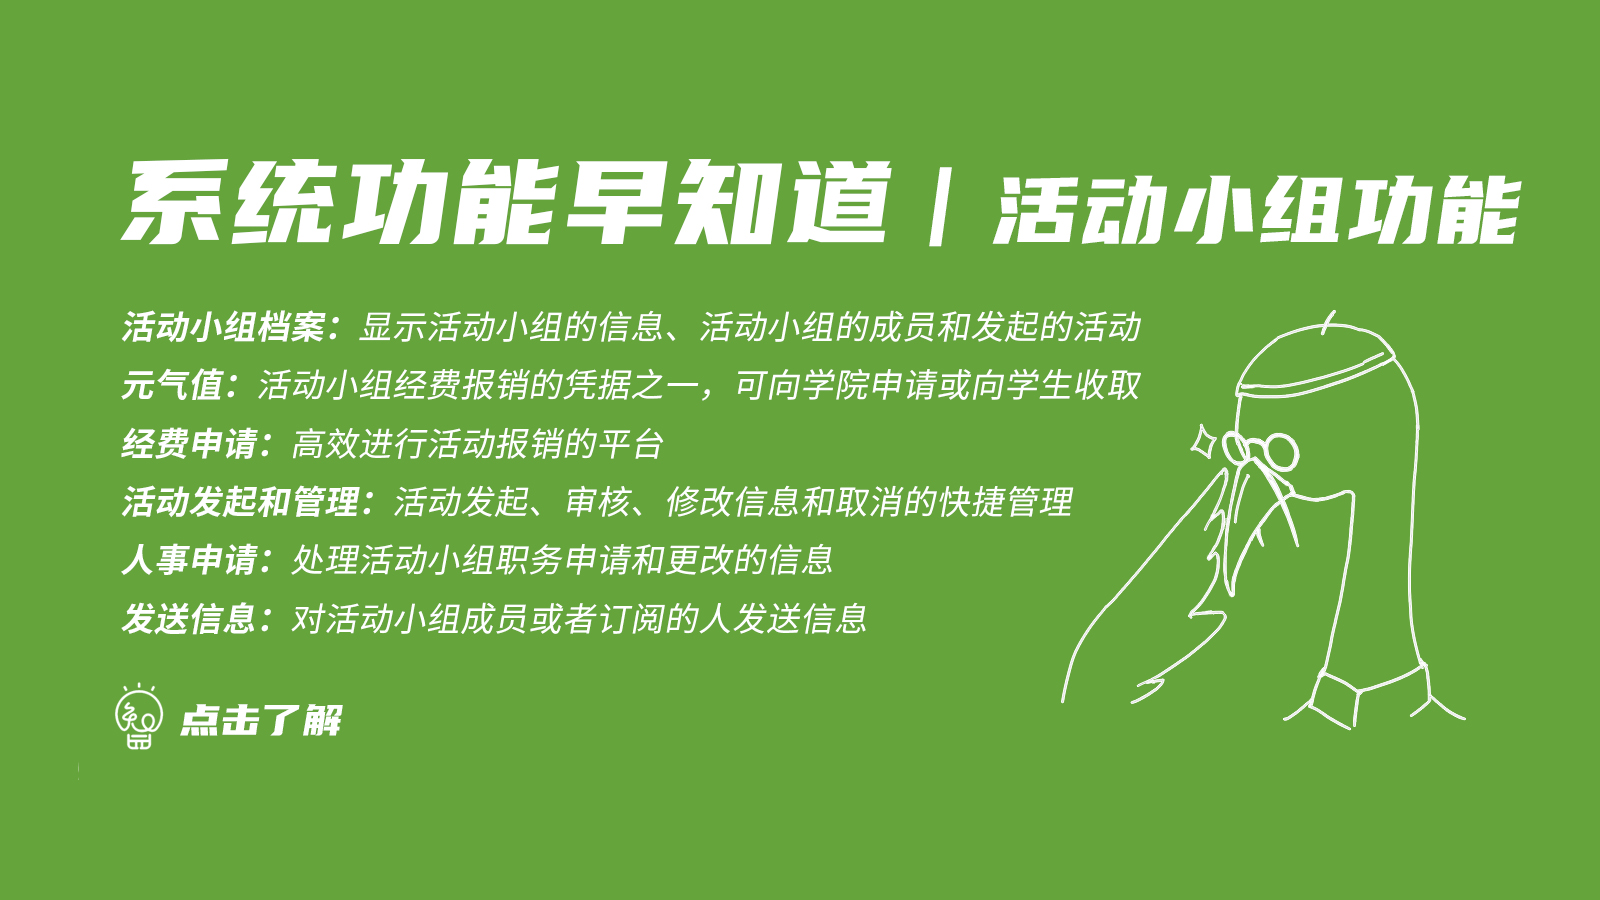 系统功能早知道 | 活动小组功能
活动小组档案：显示活动小组的信息、活动小组的成员和发起的活动
元气值：活动小组经费报销的凭据之一，可向学院申请或向学生收取
经费申请：高效进行活动报销的平台
活动发起和管理：活动发起、审核、修改信息和取消的快捷管理
人事申请：处理活动小组职务申请和更改的信息
发送信息：对活动小组成员或者订阅的人发送信息
知
点击了解